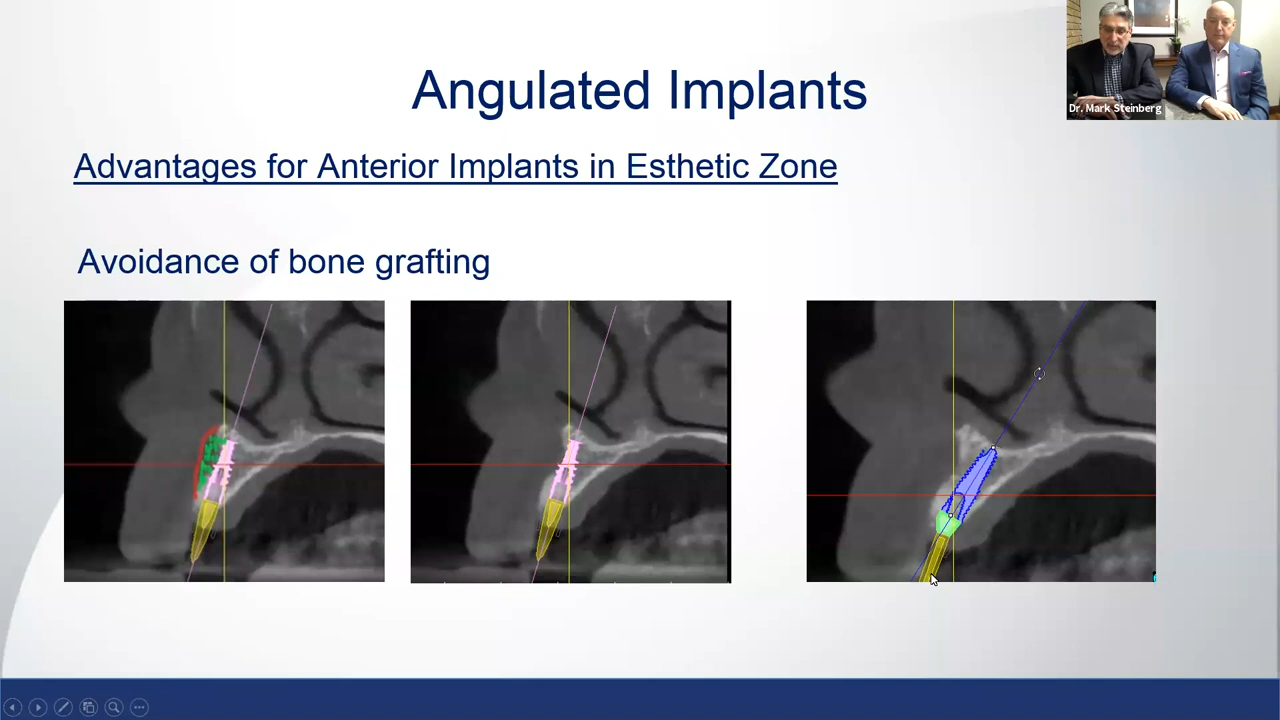 Angulated Implants
Dr. Mark Steinberg
Advantages for Anterior Implants in Esthetic Zone
Avoidance of bone grafting